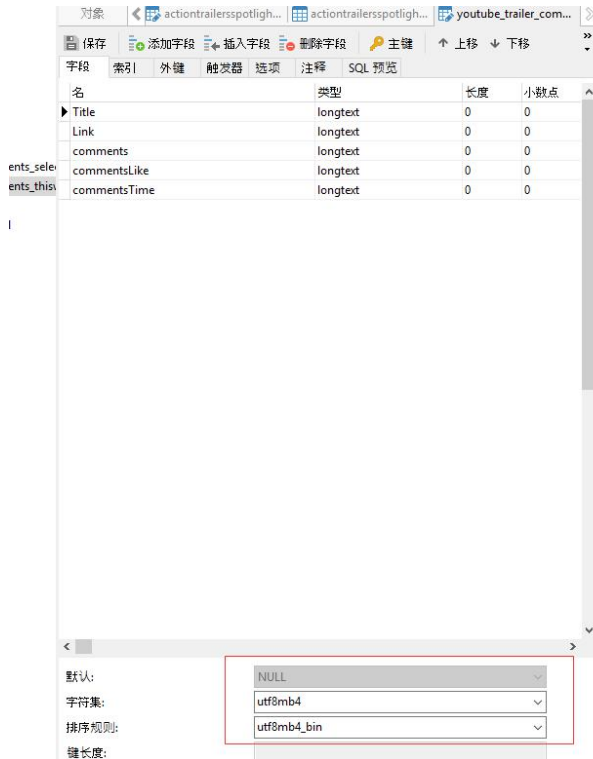 对象 actiontrailersspotligh... actiontrailersspotligh... youtube_trailer_com...
保存 添加字段 插入字段 删除字段 主键 上移 下移
字段 索引 外键 触发器 选项 注释 SQL 预览
名 类型 长度 小数点
Title longtext 0 0
Link longtext 0 0
comments longtext 0 0
ents_sele
commentsLike longtext 0 0
ents_this
commentsTime longtext 0 0
默认: NULL
字符集: utf8mb4
排序规则: utf8mb4_bin
键长度: